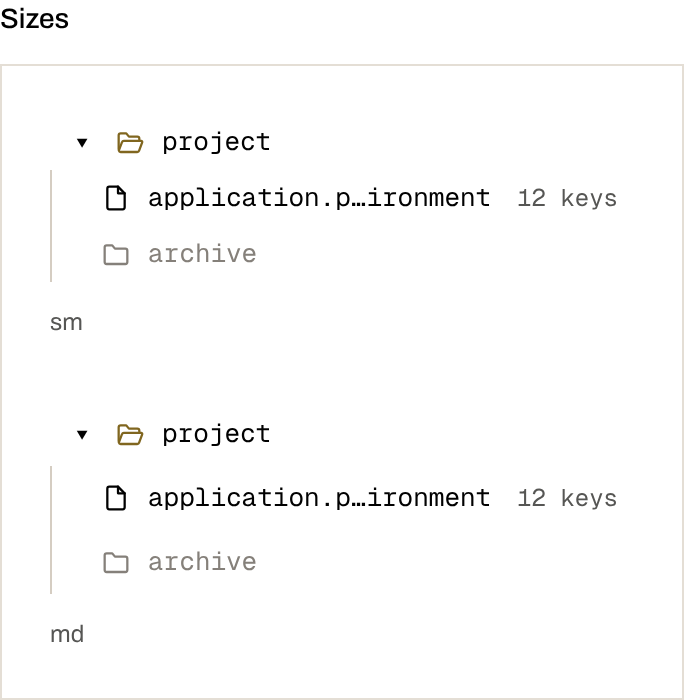 Sizes
project
application.p…ironment 12 keys
archive
sm
project
application.p…ironment 12 keys
archive
md